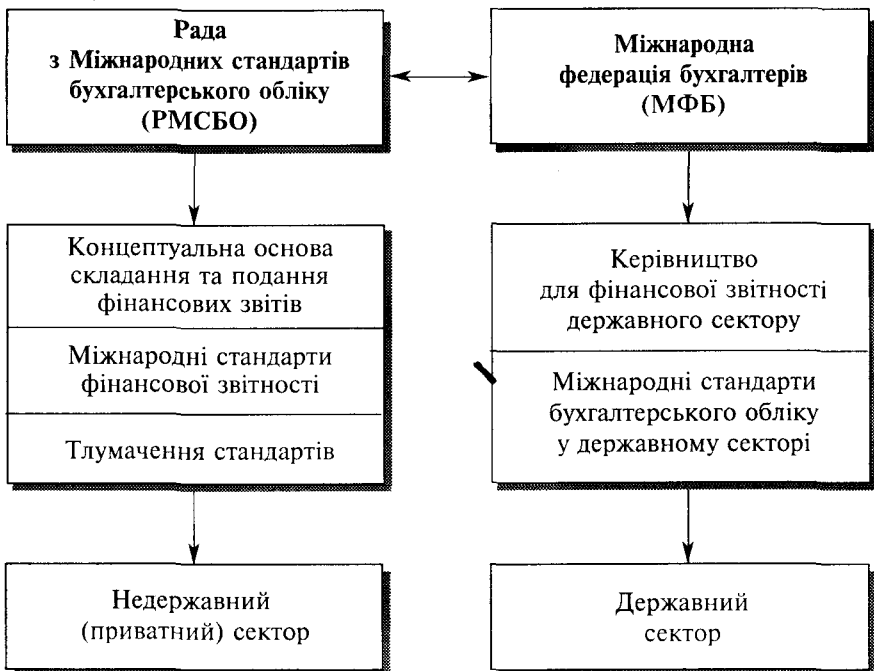 Рада
з Міжнародних стандартів
бухгалтерського обліку
(РМСБО)
Міжнародна
федерація бухгалтерів
(МФБ)
Концептуальна основа
складання та подання
фінансових звітів
Міжнародні стандарти
фінансової звітності
Тлумачення стандартів
Керівництво
для фінансової звітності
державного сектору
Міжнародні стандарти
бухгалтерського обліку
у державному секторі
Недержавний
(приватний) сектор
Державний
сектор